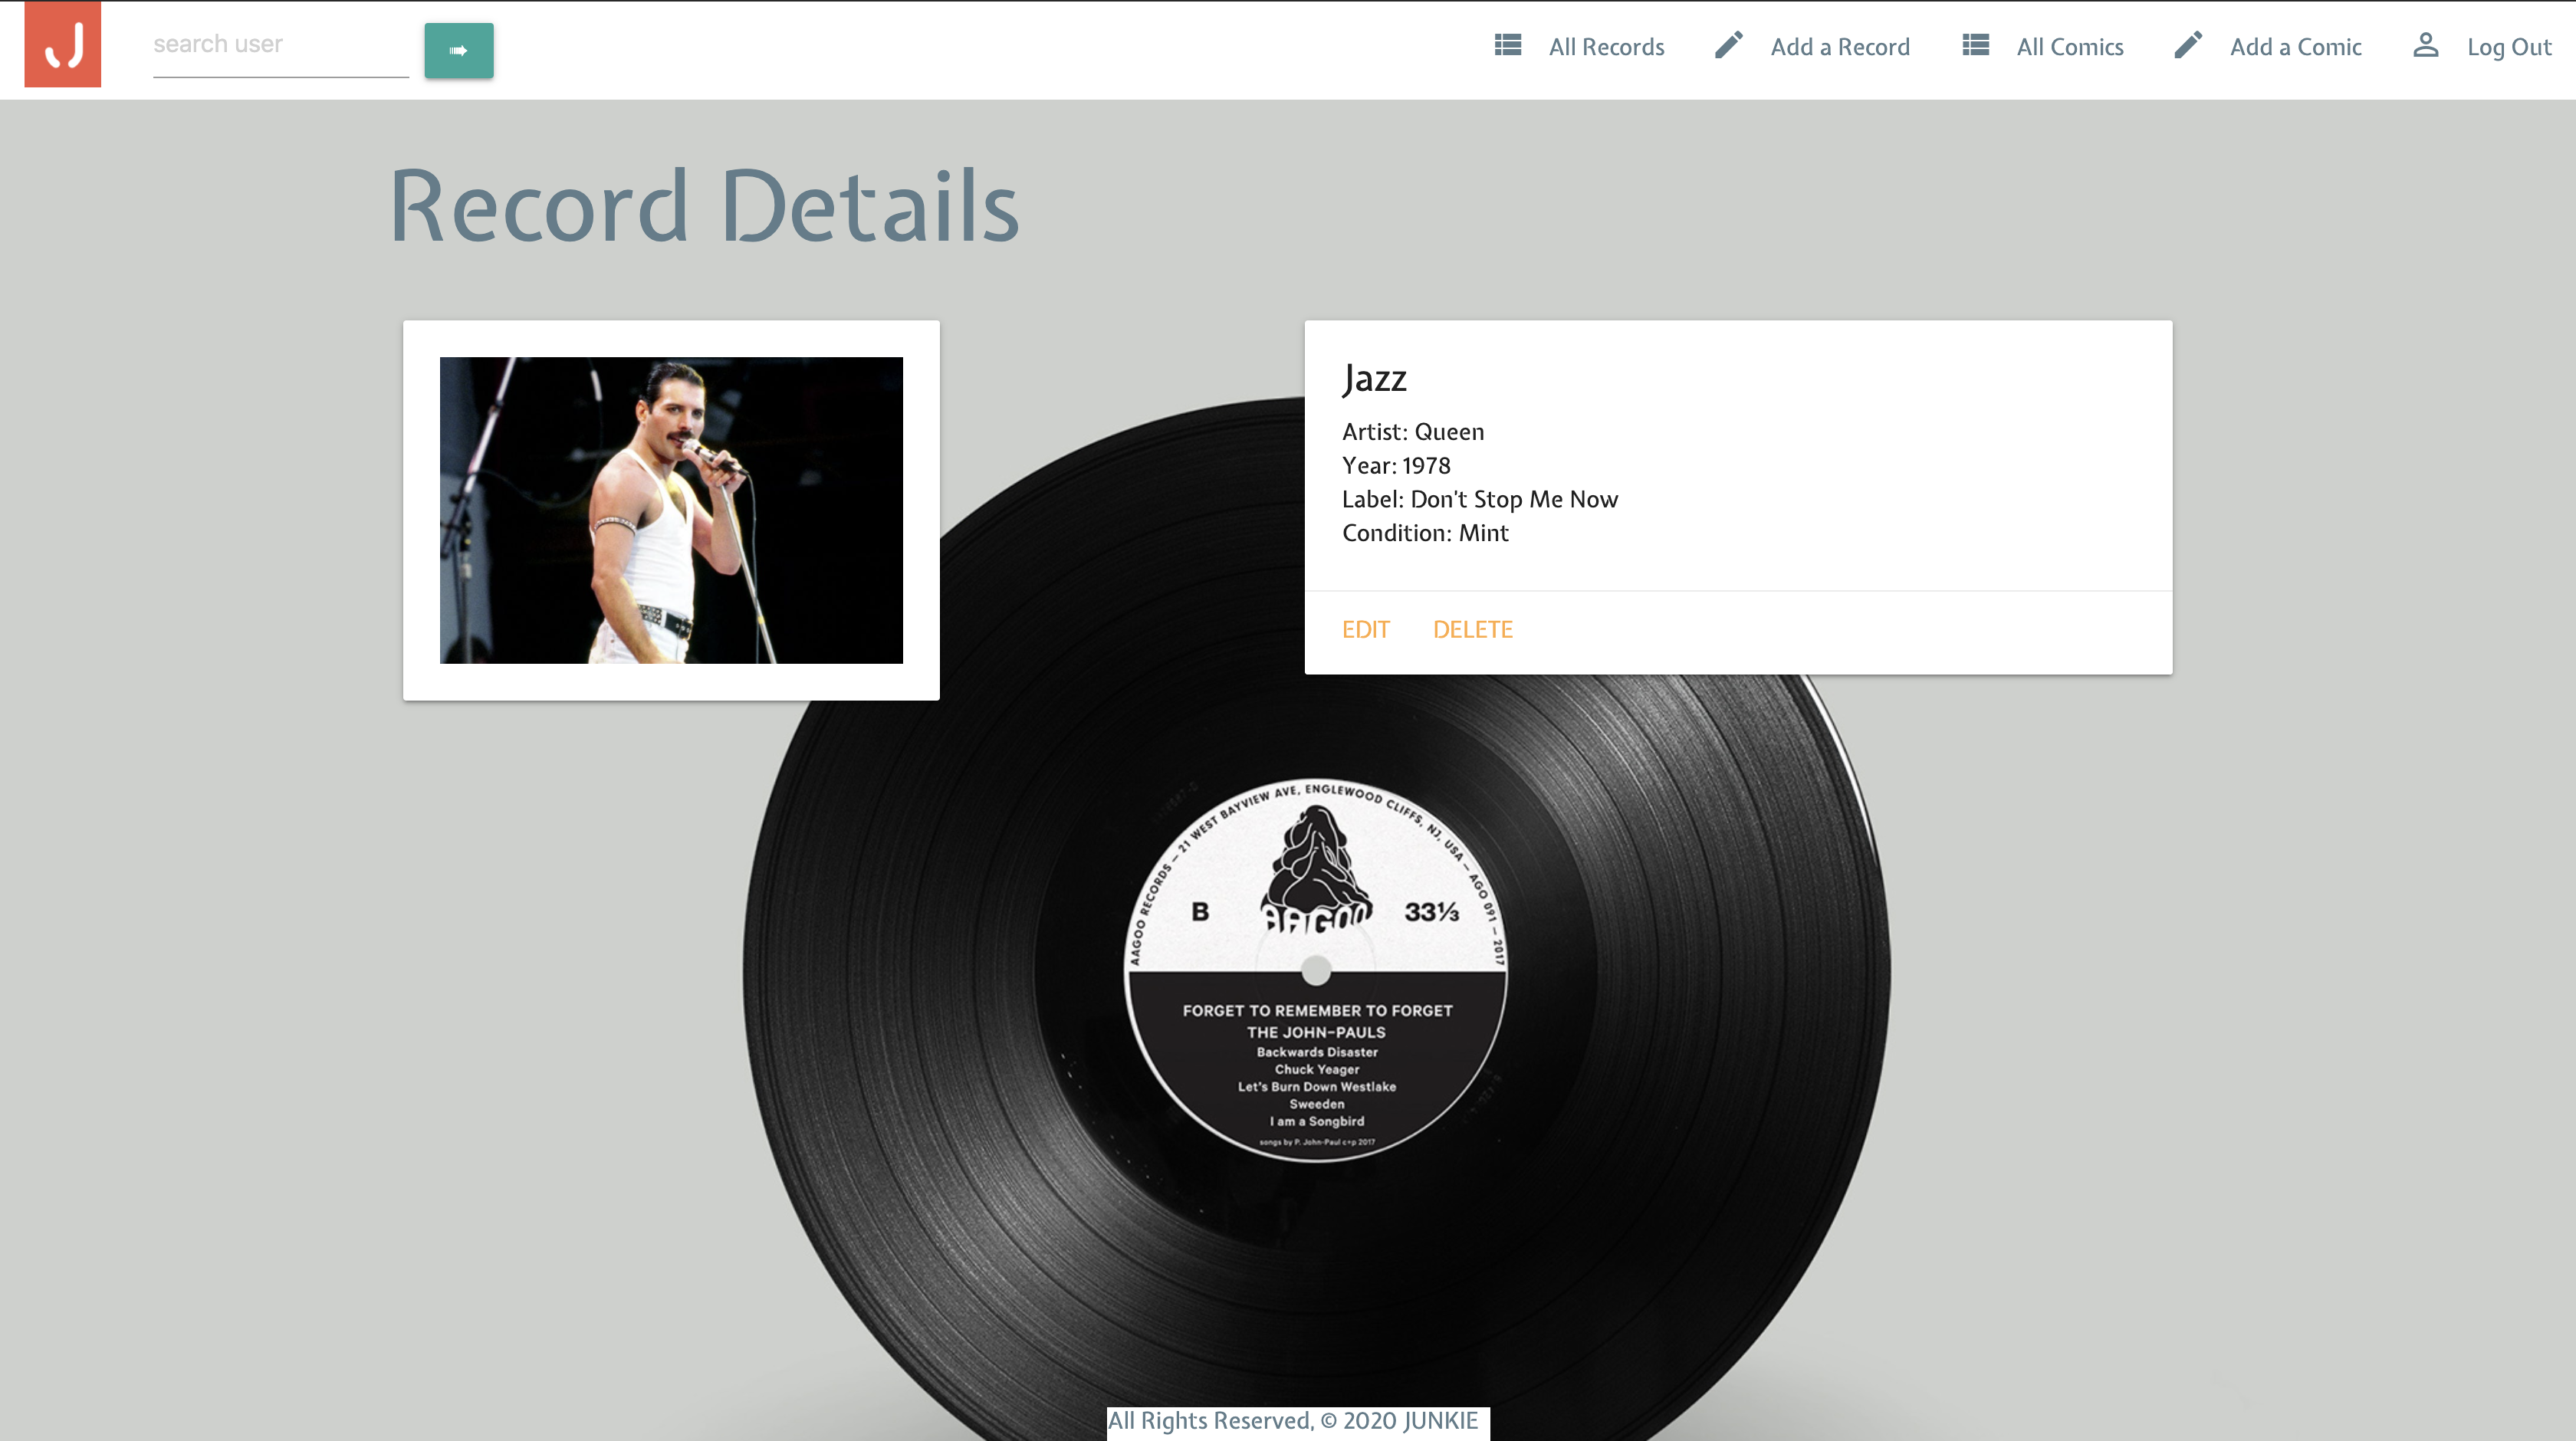 J
search user
All Records
Add a Record
All Comics
Add a Comic
Log Out
Record Details
Jazz
Artist: Queen
Year: 1978
Label: Don't Stop Me Now
Condition: Mint
EDIT
DELETE
AAGOO RECORDS — 21 WEST BAYVIEW AVE, ENGLEWOOD CLIFFS, NJ, USA — AGO 091 — 2017
B
AAGOO
33⅓
FORGET TO REMEMBER TO FORGET
THE JOHN-PAULS
Backwards Disaster
Chuck Yeager
Let's Burn Down Westlake
Sweeden
I am a Songbird
songs by P. John-Paul c+p 2017
All Rights Reserved, © 2020 JUNKIE